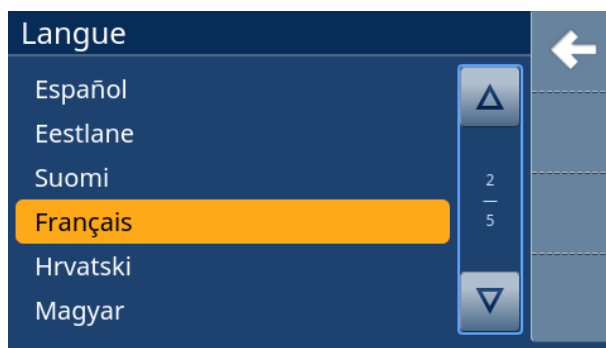 Langue
Español
Eestlane
Suomi
Français
Hrvatski
Magyar
2
5